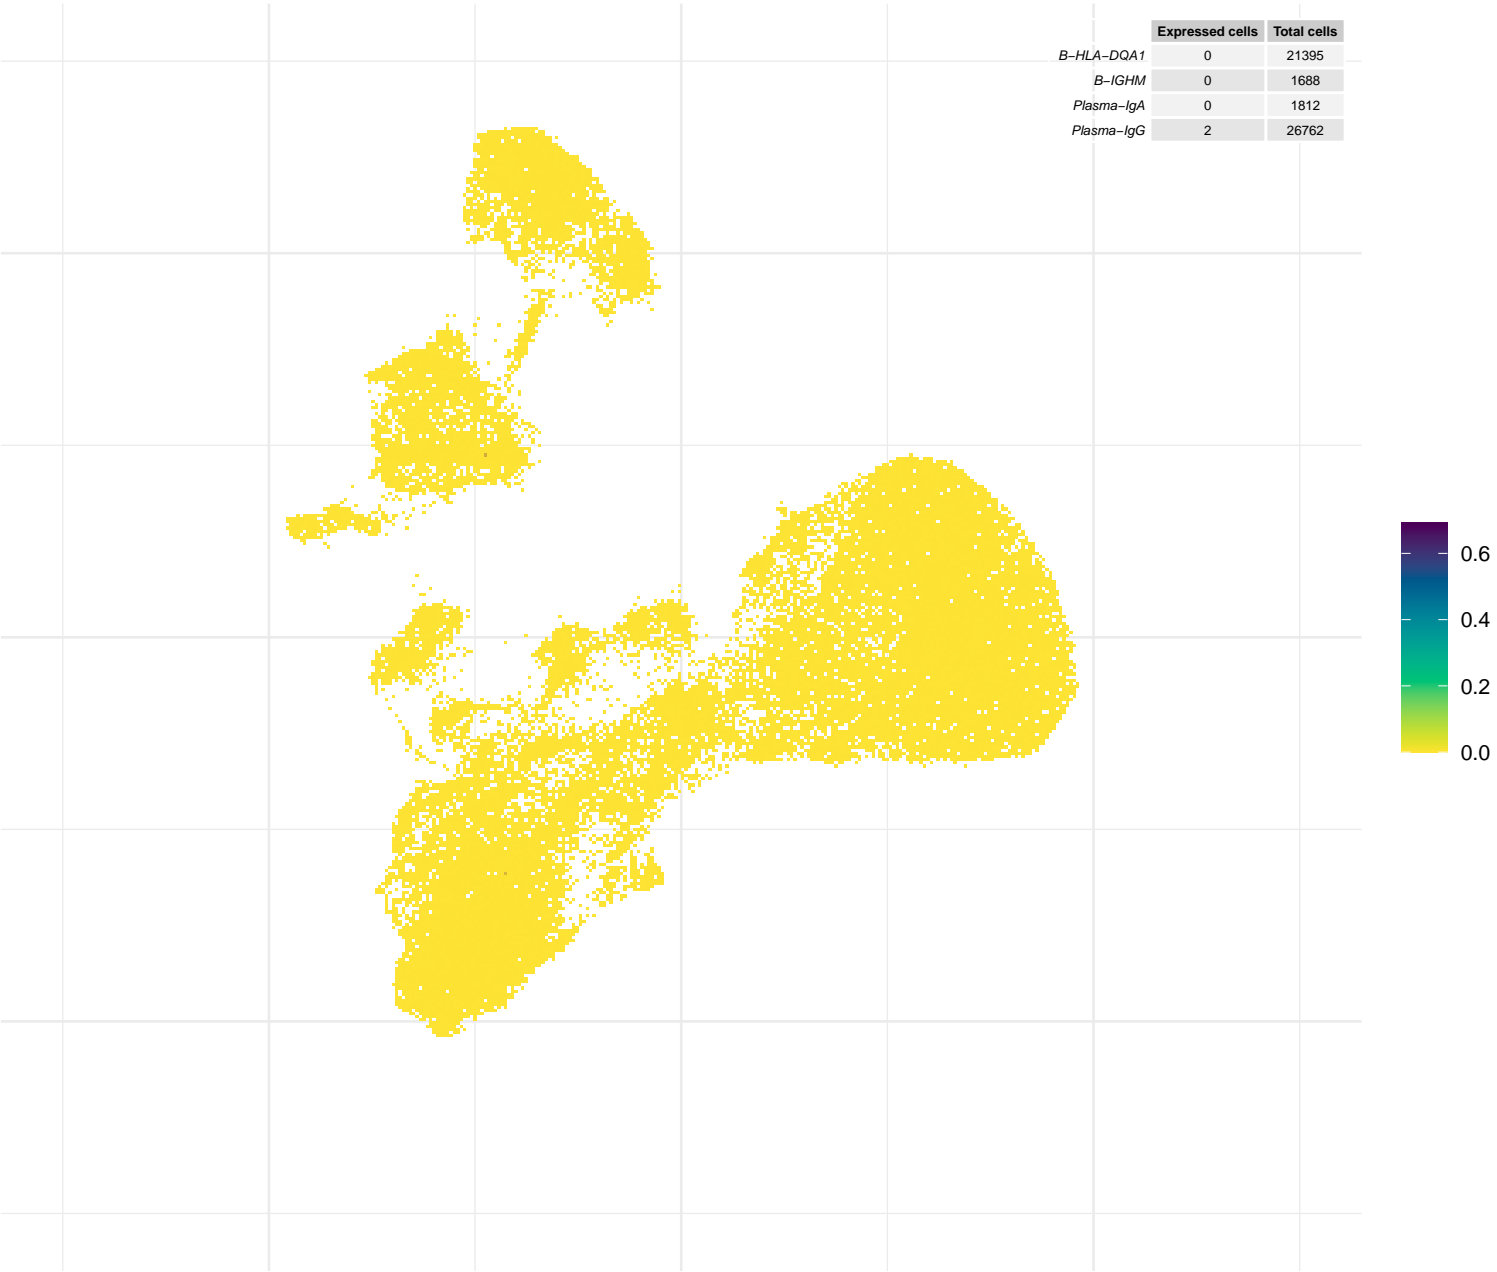 Expressed cells Total cells
B−HLA−DQA1 0 21395
B−IGHM 0 1688
Plasma−IgA 0 1812
Plasma−IgG 2 26762
0.6
0.4
0.2
0.0